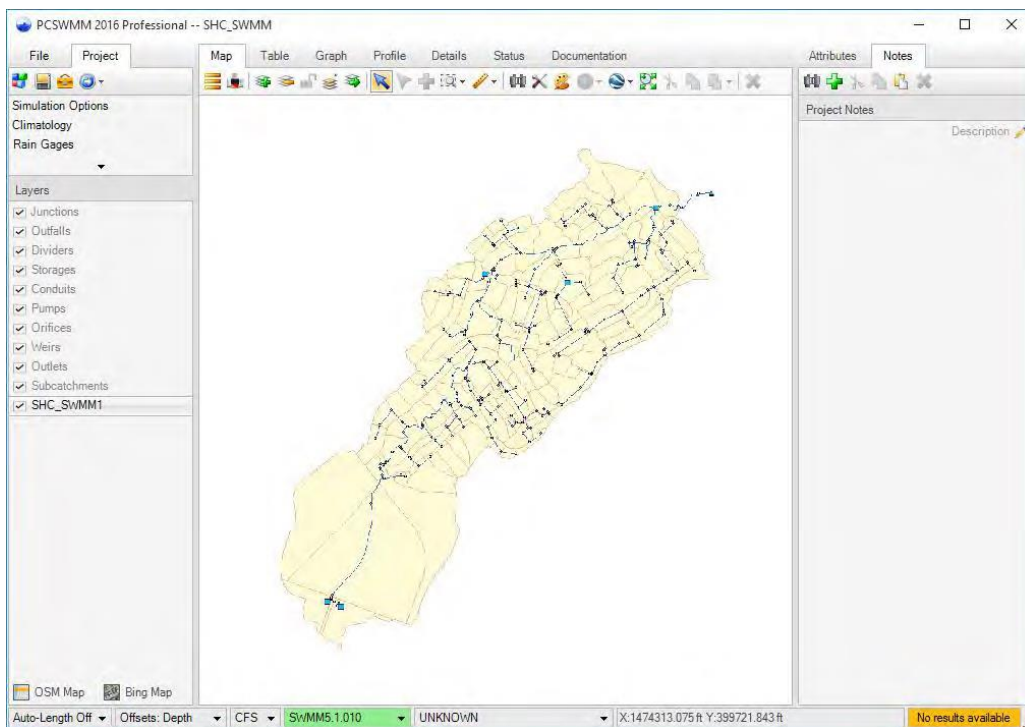 PCSWMM 2016 Professional -- SHC_SWMM
File Project Map Table Graph Profile Details Status Documentation Attributes Notes
Simulation Options
Climatology
Rain Gages
Layers
Junctions
Outfalls
Dividers
Storages
Conduits
Pumps
Orifices
Weirs
Outlets
Subcatchments
SHC_SWMM1
OSM Map Bing Map
Project Notes
Description
Auto-Length Off Offsets: Depth CFS SWMM5.1.010 UNKNOWN X:1474313.075 ft Y:399721.843 ft No results available